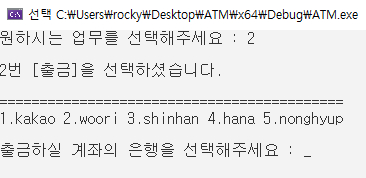 선택 C:\Users\rocky\Desktop\ATM\x64\Debug\ATM.exe
원하시는 업무를 선택해주세요 : 2
2번 [출금]을 선택하셨습니다.
===========================================
1.kakao 2.woori 3.shinhan 4.hana 5.nonghyup
출금하실 계좌의 은행을 선택해주세요 : _